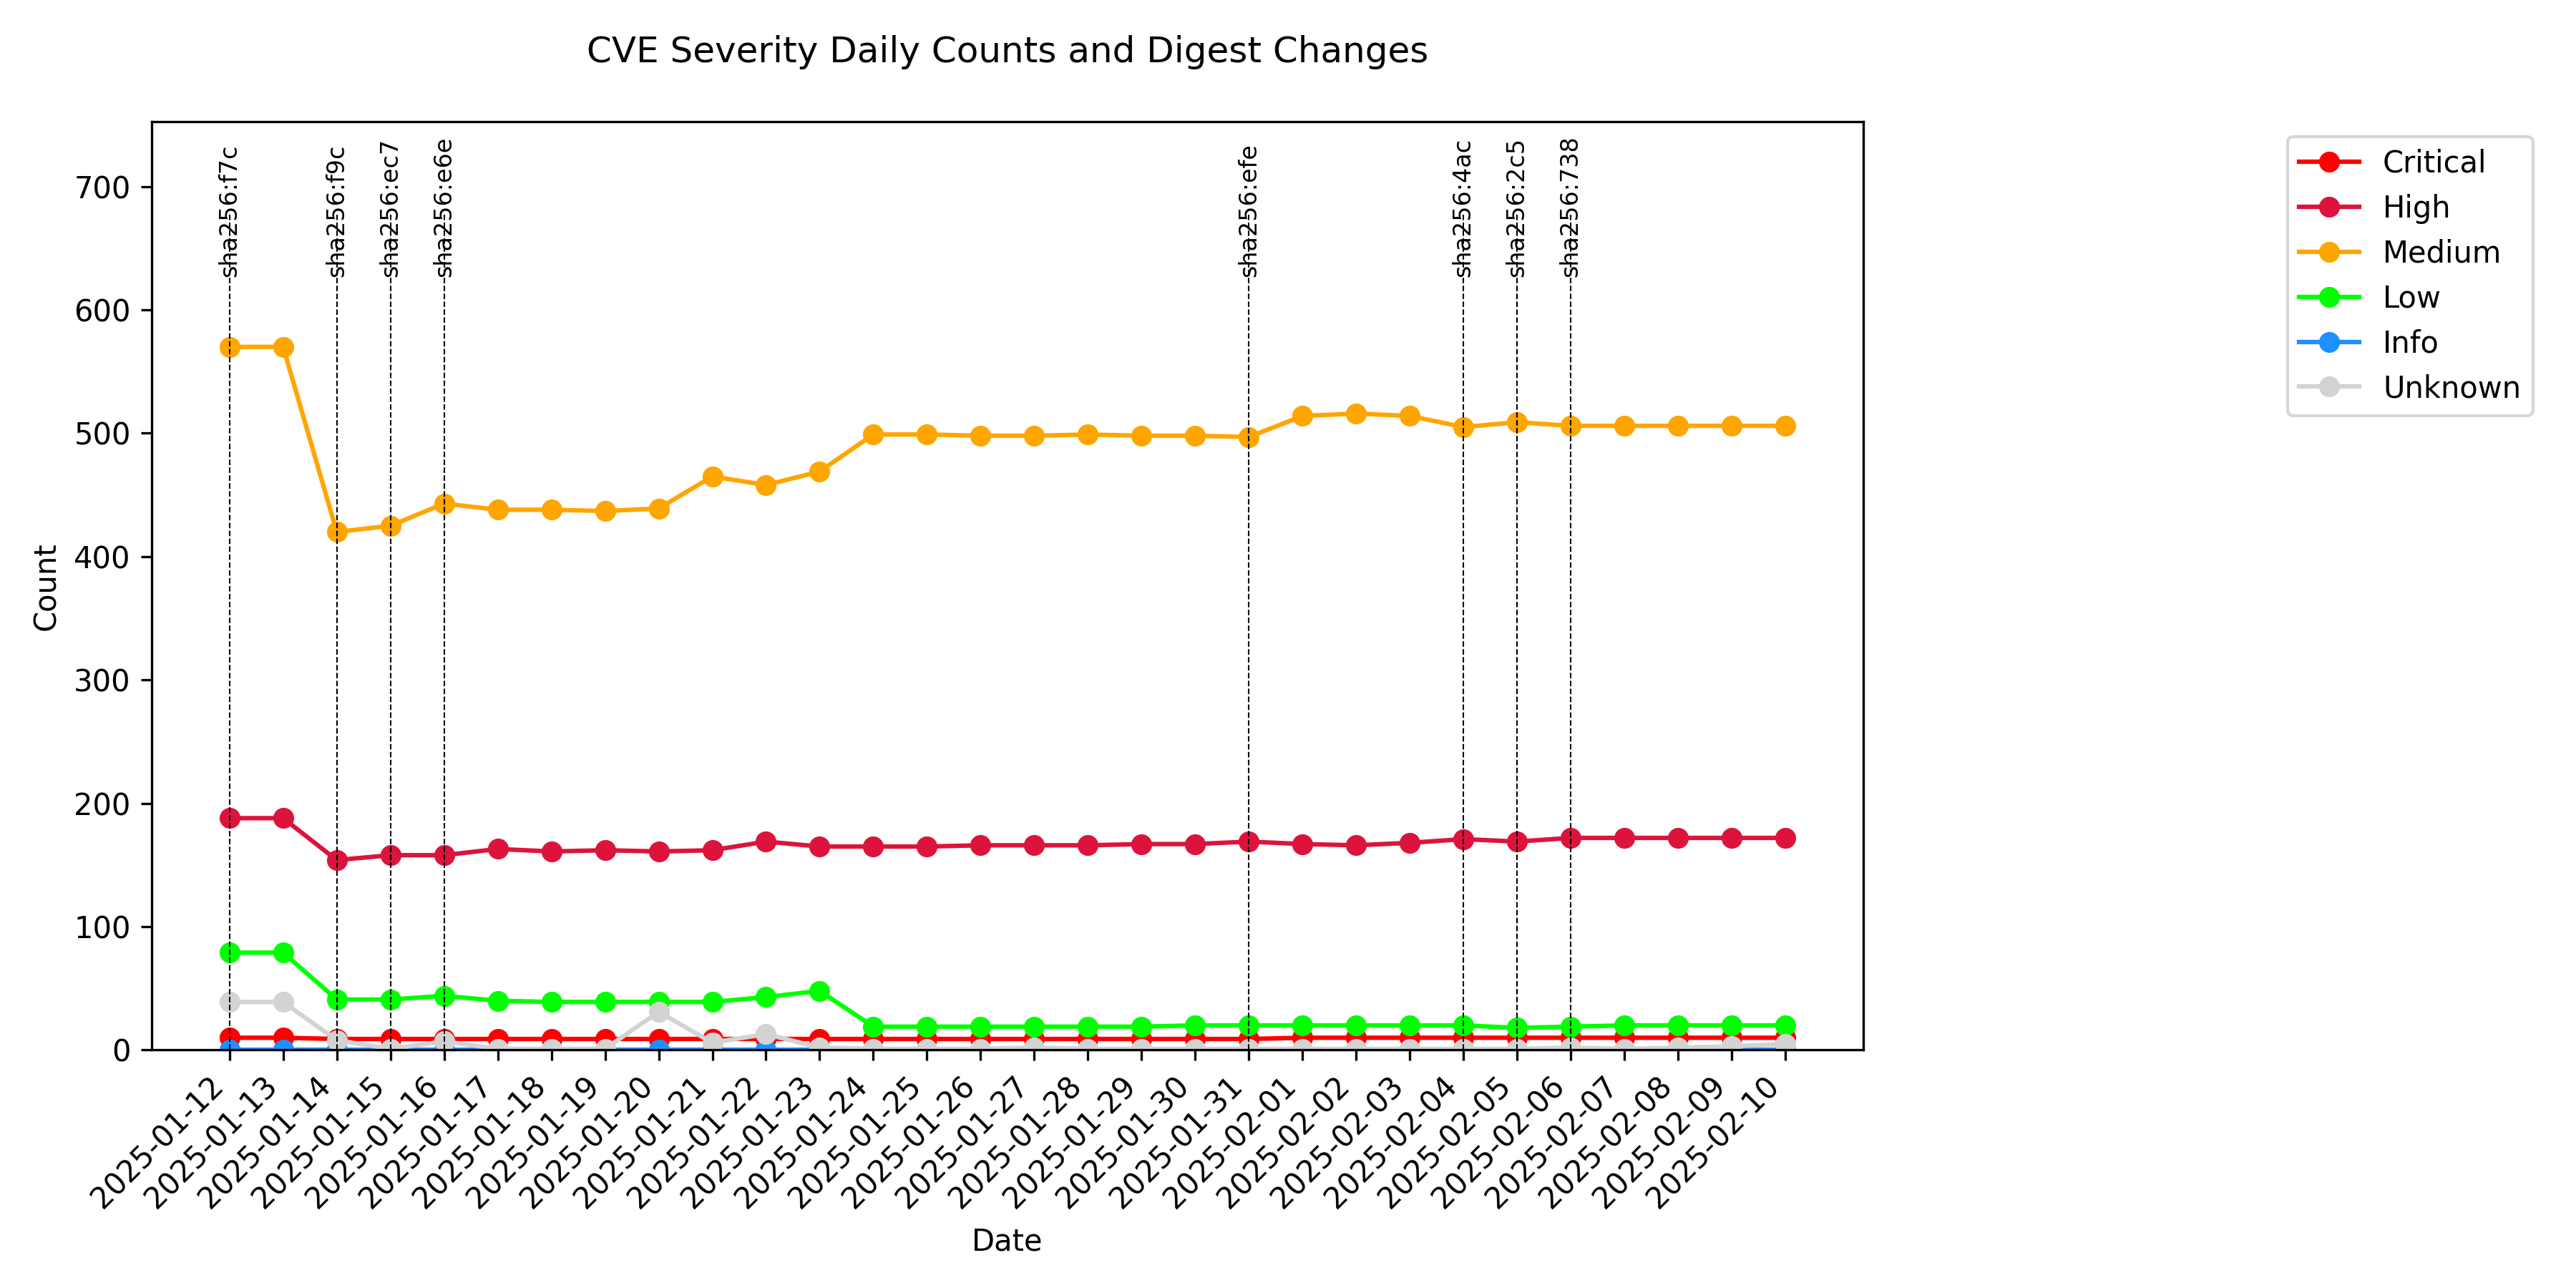 CVE Severity Daily Counts and Digest Changes
sha256:f7c
sha256:f9c
sha256:ec7
sha256:e6e
sha256:efe
sha256:4ac
sha256:2c5
sha256:738
Critical
High
Medium
Low
Info
Unknown
700
600
500
400
300
200
100
0
Count
2025-01-12
2025-01-13
2025-01-14
2025-01-15
2025-01-16
2025-01-17
2025-01-18
2025-01-19
2025-01-20
2025-01-21
2025-01-22
2025-01-23
2025-01-24
2025-01-25
2025-01-26
2025-01-27
2025-01-28
2025-01-29
2025-01-30
2025-01-31
2025-02-01
2025-02-02
2025-02-03
2025-02-04
2025-02-05
2025-02-06
2025-02-07
2025-02-08
2025-02-09
2025-02-10
Date